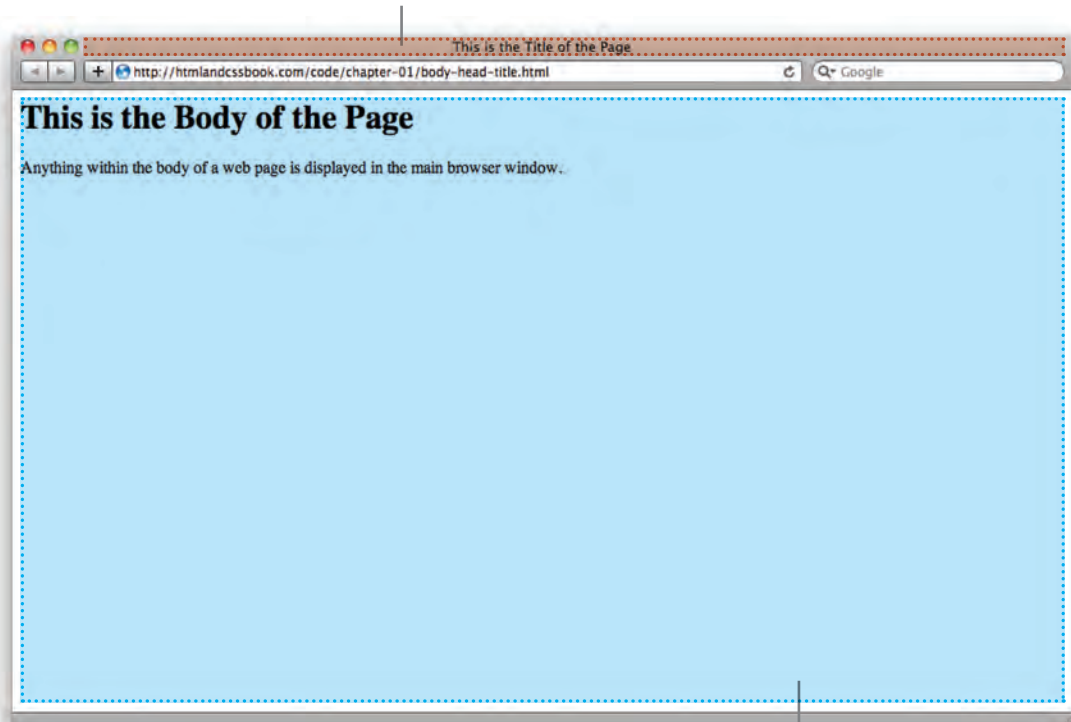 This is the Title of the Page
+ http://htmlandcssbook.com/code/chapter-01/body-head-title.html Google
This is the Body of the Page
Anything within the body of a web page is displayed in the main browser window.